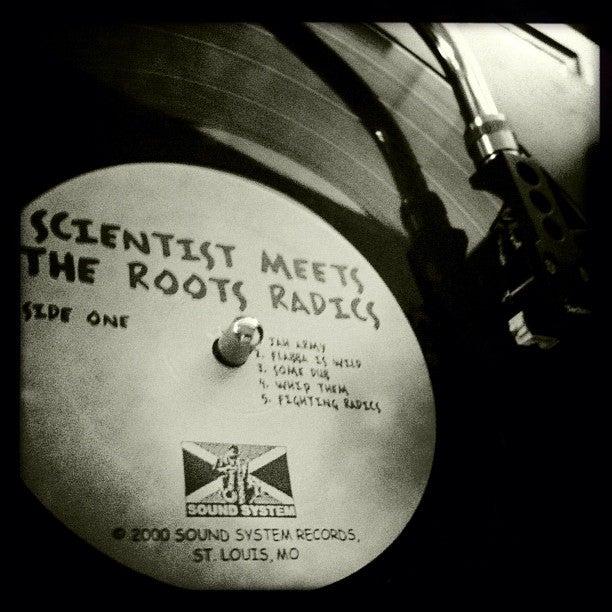 SCIENTIST MEETS
THE ROOTS RADICS
SIDE ONE
1. JAH ARMY
2. FLABBA IS WILD
3. SOME DUB
4. WHIP THEM
5. FIGHTING RADICS
SOUND SYSTEM
© 2000 SOUND SYSTEM RECORDS,
ST. LOUIS, MO